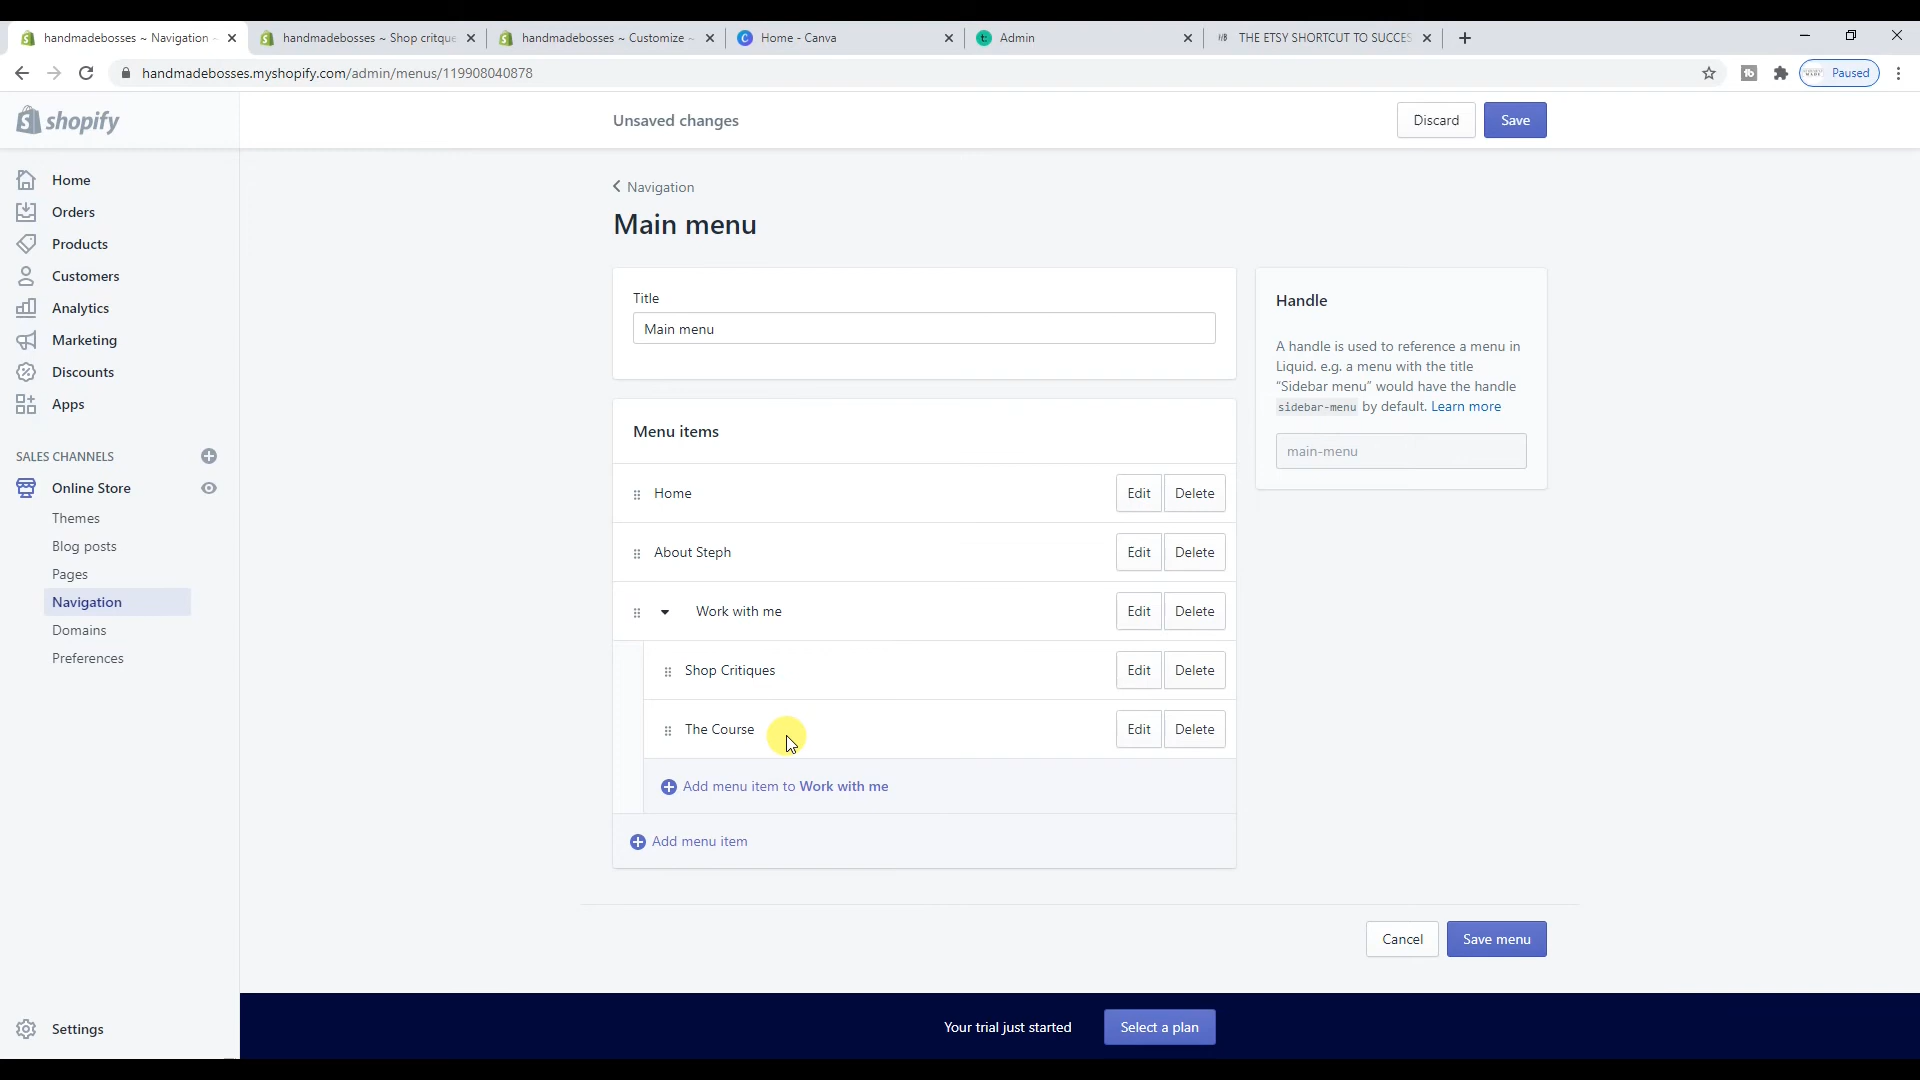 handmadebosses ~ Navigation ~
handmadebosses ~ Shop critque
handmadebosses ~ Customize ~
Home - Canva
Admin
THE ETSY SHORTCUT TO SUCCES
handmadebosses.myshopify.com/admin/menus/119908040878
Paused
shopify
Unsaved changes
Discard
Save
Home
Orders
Products
Customers
Analytics
Marketing
Discounts
Apps
SALES CHANNELS
Online Store
Themes
Blog posts
Pages
Navigation
Domains
Preferences
Settings
Navigation
Main menu
Title
Main menu
Menu items
Home
Edit
Delete
About Steph
Edit
Delete
Work with me
Edit
Delete
Shop Critiques
Edit
Delete
The Course
Edit
Delete
Add menu item to Work with me
Add menu item
Handle
A handle is used to reference a menu in
Liquid. e.g. a menu with the title
“Sidebar menu” would have the handle
sidebar-menu by default. Learn more
main-menu
Cancel
Save menu
Your trial just started
Select a plan